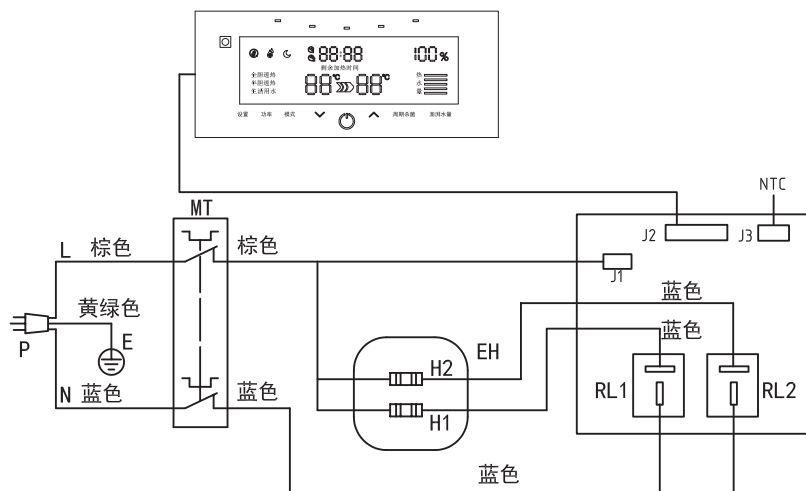 88:88
100%
剩余加热时间
全胆速热
半胆速热
生活用水
88℃ 88℃
热水量
设置 功率 模式 周期杀菌 澎湃水量
NTC
MT
J2 J3
L 棕色 棕色
J1
黄绿色
蓝色
P
E
蓝色
EH
H2
RL1 RL2
N 蓝色 蓝色
H1
蓝色